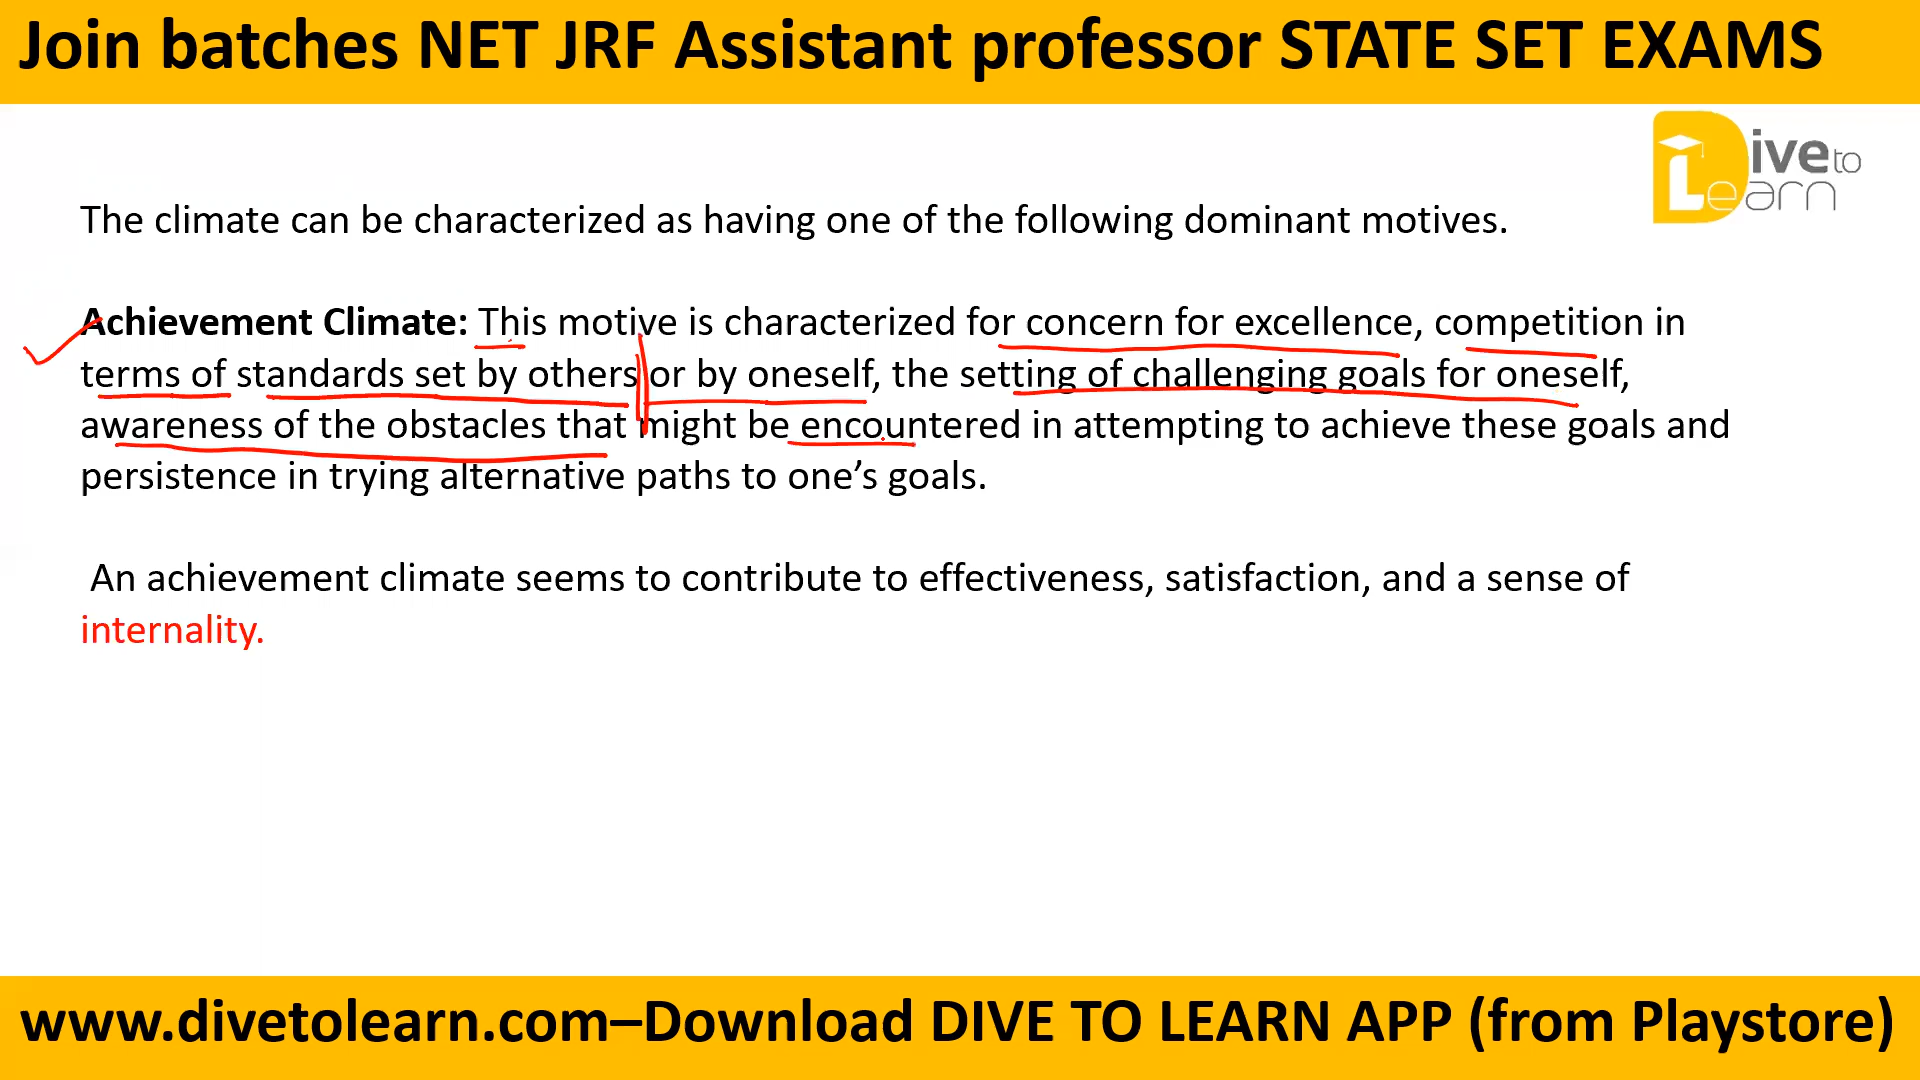 Join batches NET JRF Assistant professor STATE SET EXAMS
Dive to
Learn
The climate can be characterized as having one of the following dominant motives.
Achievement Climate: This motive is characterized for concern for excellence, competition in
terms of standards set by others or by oneself, the setting of challenging goals for oneself,
awareness of the obstacles that might be encountered in attempting to achieve these goals and
persistence in trying alternative paths to one’s goals.
An achievement climate seems to contribute to effectiveness, satisfaction, and a sense of
internality.
www.divetolearn.com–Download DIVE TO LEARN APP (from Playstore)